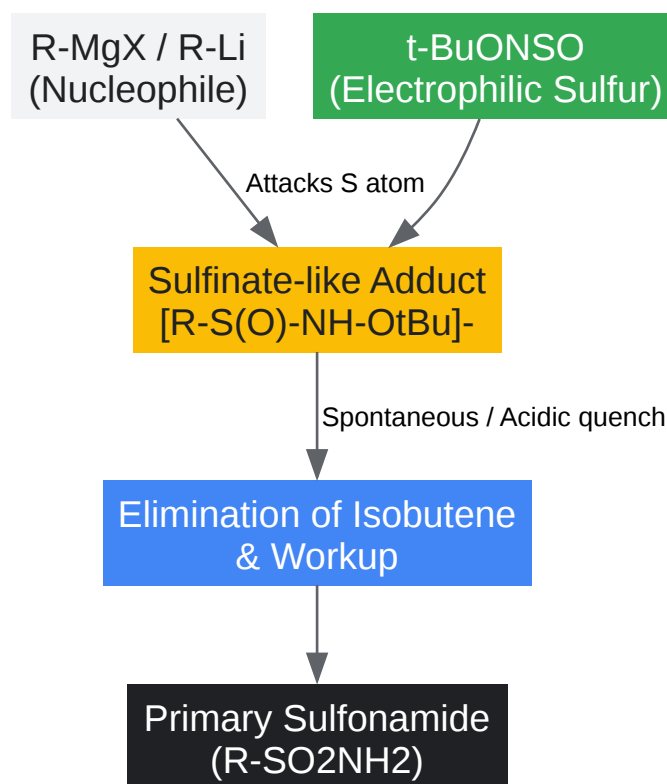 R-MgX / R-Li
(Nucleophile)
t-BuONSO
(Electrophilic Sulfur)
Attacks S atom
Sulfinate-like Adduct
[R-S(O)-NH-OtBu]-
Spontaneous / Acidic quench
Elimination of Isobutene
& Workup
Primary Sulfonamide
(R-SO2NH2)